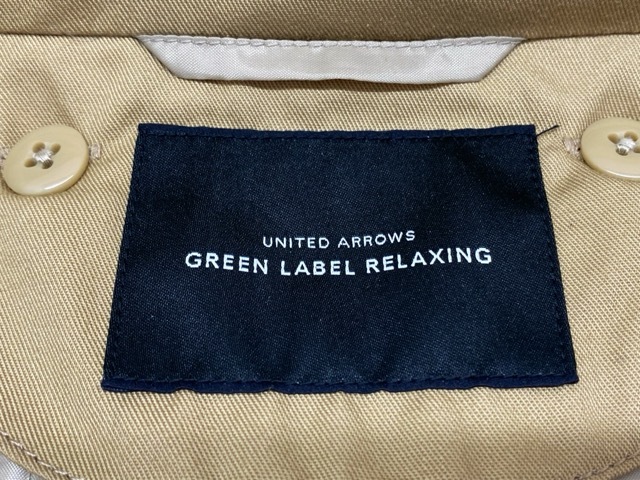 UNITED ARROWS
GREEN LABEL RELAXING